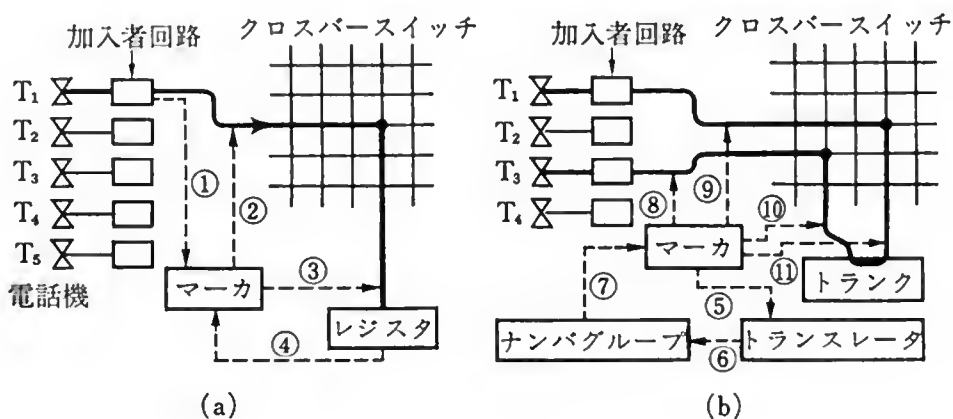 加入者回路
クロスバースイッチ
T₁
T₂
T₃
T₄
T₅
電話機
①
②
③
④
マーカ
レジスタ
(a)
加入者回路
クロスバースイッチ
T₁
T₂
T₃
T₄
⑧
⑨
⑩
⑪
マーカ
トランク
⑦
⑤
ナンバグループ
⑥
トランスレータ
(b)